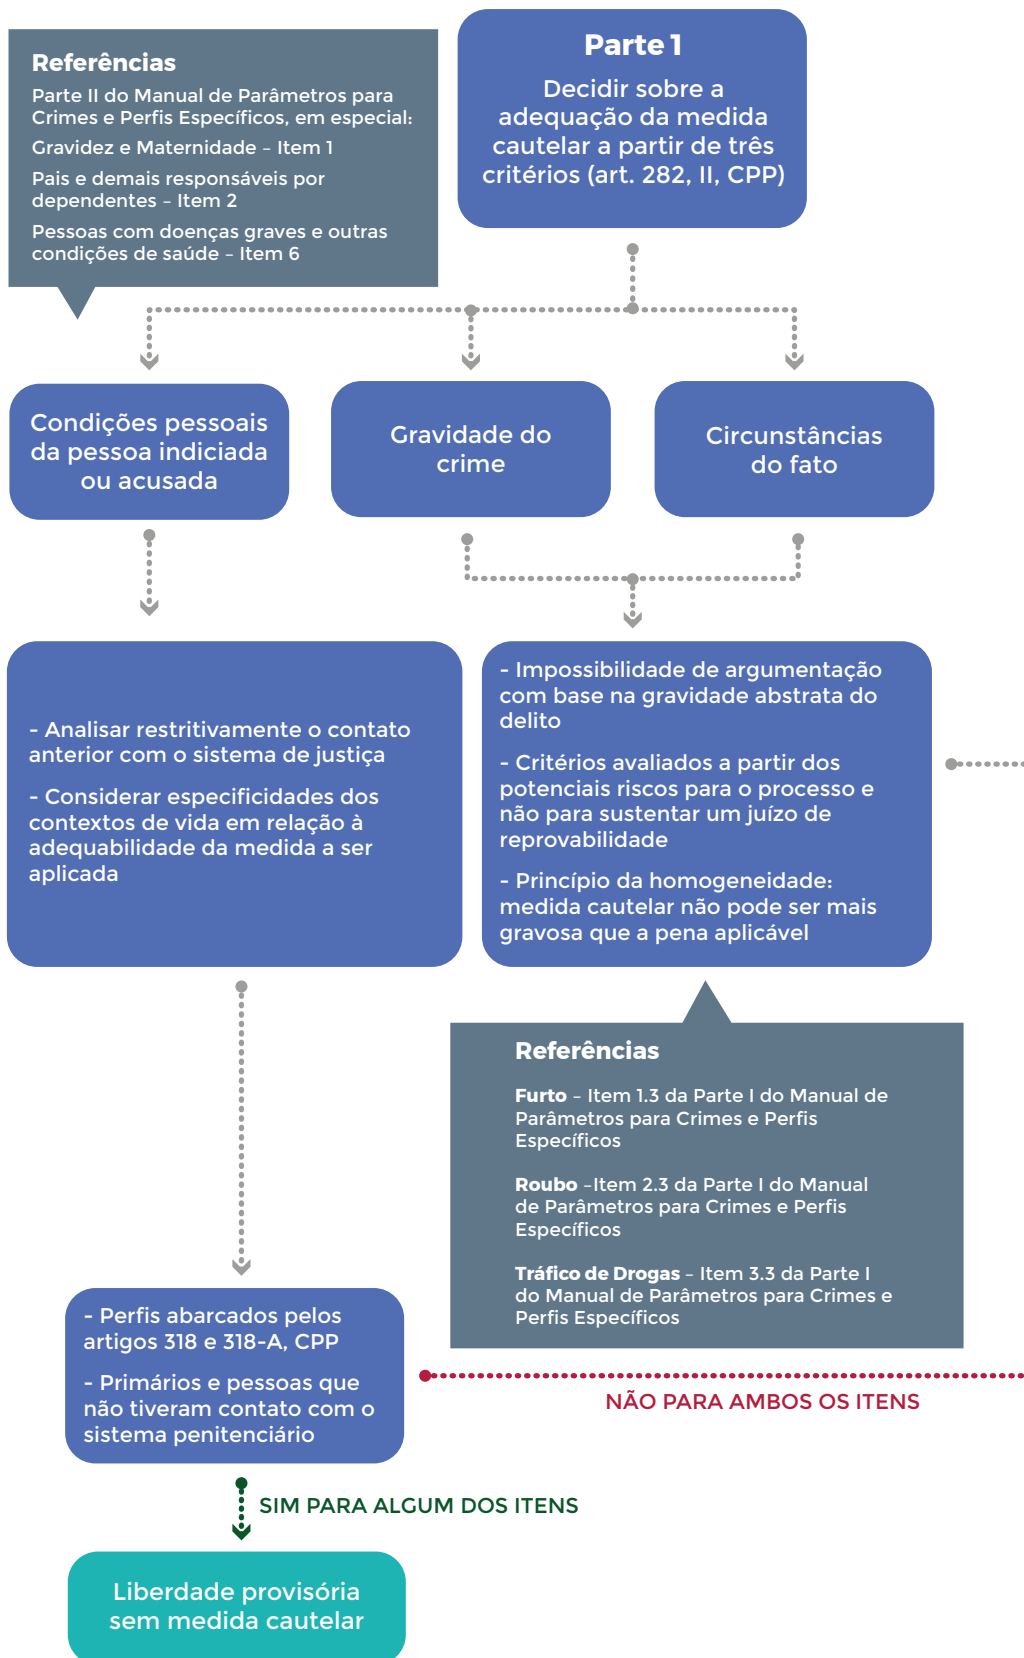 Referências
Parte II do Manual de Parâmetros para
Crimes e Perfis Específicos, em especial:
Gravidez e Maternidade – Item 1
Pais e demais responsáveis por
dependentes – Item 2
Pessoas com doenças graves e outras
condições de saúde – Item 6
Parte 1
Decidir sobre a
adequação da medida
cautelar a partir de três
critérios (art. 282, II, CPP)
Condições pessoais
da pessoa indiciada
ou acusada
Gravidade do
crime
Circunstâncias
do fato
- Analisar restritivamente o contato
anterior com o sistema de justiça
- Considerar especificidades dos
contextos de vida em relação à
adequabilidade da medida a ser
aplicada
- Impossibilidade de argumentação
com base na gravidade abstrata do
delito
- Critérios avaliados a partir dos
potenciais riscos para o processo e
não para sustentar um juízo de
reprovabilidade
- Princípio da homogeneidade:
medida cautelar não pode ser mais
gravosa que a pena aplicável
Referências
Furto – Item 1.3 da Parte I do Manual de
Parâmetros para Crimes e Perfis
Específicos
Roubo –Item 2.3 da Parte I do Manual
de Parâmetros para Crimes e Perfis
Específicos
Tráfico de Drogas – Item 3.3 da Parte I
do Manual de Parâmetros para Crimes e
Perfis Específicos
- Perfis abarcados pelos
artigos 318 e 318-A, CPP
- Primários e pessoas que
não tiveram contato com o
sistema penitenciário
NÃO PARA AMBOS OS ITENS
SIM PARA ALGUM DOS ITENS
Liberdade provisória
sem medida cautelar